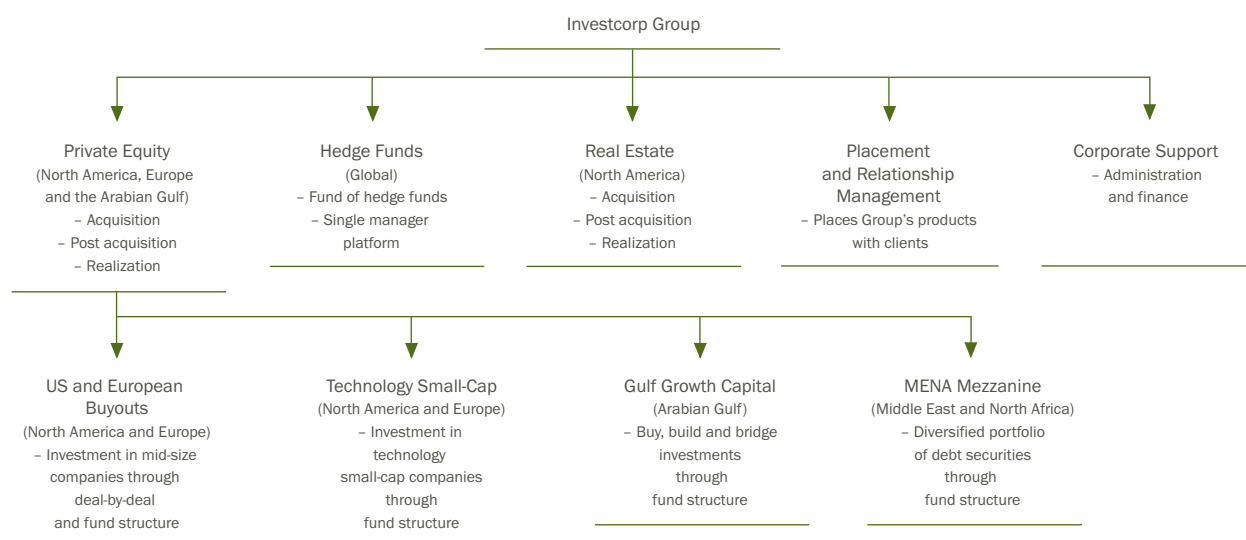 Investcorp Group
Private Equity
(North America, Europe
and the Arabian Gulf)
– Acquisition
– Post acquisition
– Realization
Hedge Funds
(Global)
– Fund of hedge funds
– Single manager
platform
Real Estate
(North America)
– Acquisition
– Post acquisition
– Realization
Placement
and Relationship
Management
– Places Group's products
with clients
Corporate Support
– Administration
and finance
US and European
Buyouts
(North America and Europe)
– Investment in mid-size
companies through
deal-by-deal
and fund structure
Technology Small-Cap
(North America and Europe)
– Investment in
technology
small-cap companies
through
fund structure
Gulf Growth Capital
(Arabian Gulf)
– Buy, build and bridge
investments
through
fund structure
MENA Mezzanine
(Middle East and North Africa)
– Diversified portfolio
of debt securities
through
fund structure